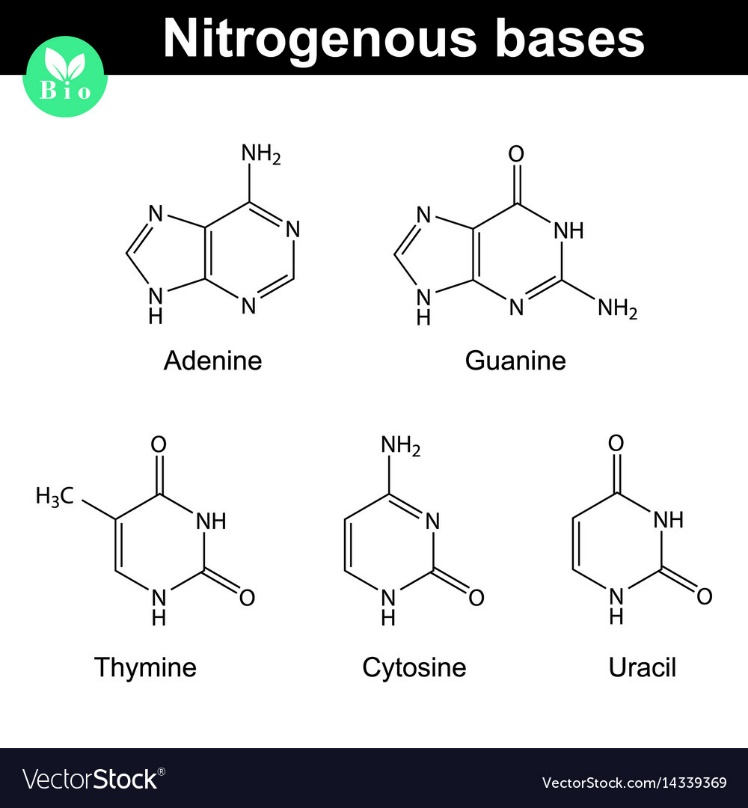 Nitrogenous bases
Bio
NH₂
O
N
N
N
NH
N
H
N
N
H
N
NH₂
Adenine
Guanine
O
NH₂
O
H₃C
NH
N
NH
N
H
O
N
H
O
N
H
O
Thymine
Cytosine
Uracil
VectorStock®
VectorStock.com/14339369